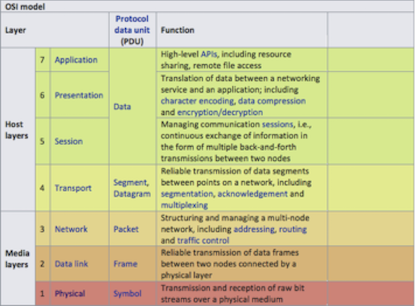 OSI model
Layer
Protocol
data unit
(PDU)
Function
Host
layers
7
Application
Data
High-level APIs, including resource
sharing, remote file access
6
Presentation
Translation of data between a networking
service and an application; including
character encoding, data compression
and encryption/decryption
5
Session
Managing communication sessions, i.e.,
continuous exchange of information in
the form of multiple back-and-forth
transmissions between two nodes
4
Transport
Segment,
Datagram
Reliable transmission of data segments
between points on a network, including
segmentation, acknowledgement and
multiplexing
Media
layers
3
Network
Packet
Structuring and managing a multi-node
network, including addressing, routing
and traffic control
2
Data link
Frame
Reliable transmission of data frames
between two nodes connected by a
physical layer
1
Physical
Symbol
Transmission and reception of raw bit
streams over a physical medium